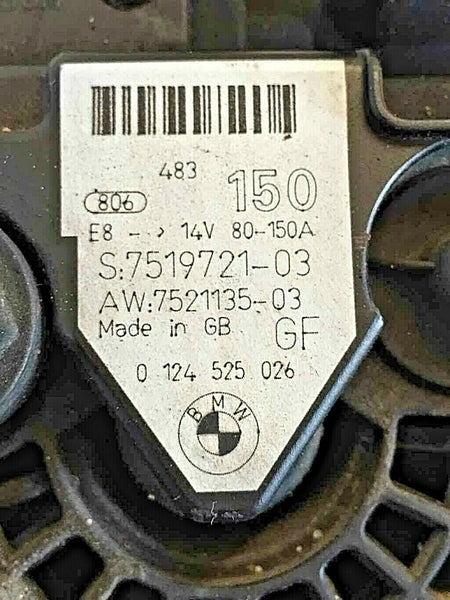 483
806 150
E8 --> 14V 80-150A
S:7519721-03
AW:7521135-03
Made in GB GF
0 124 525 026
BMW